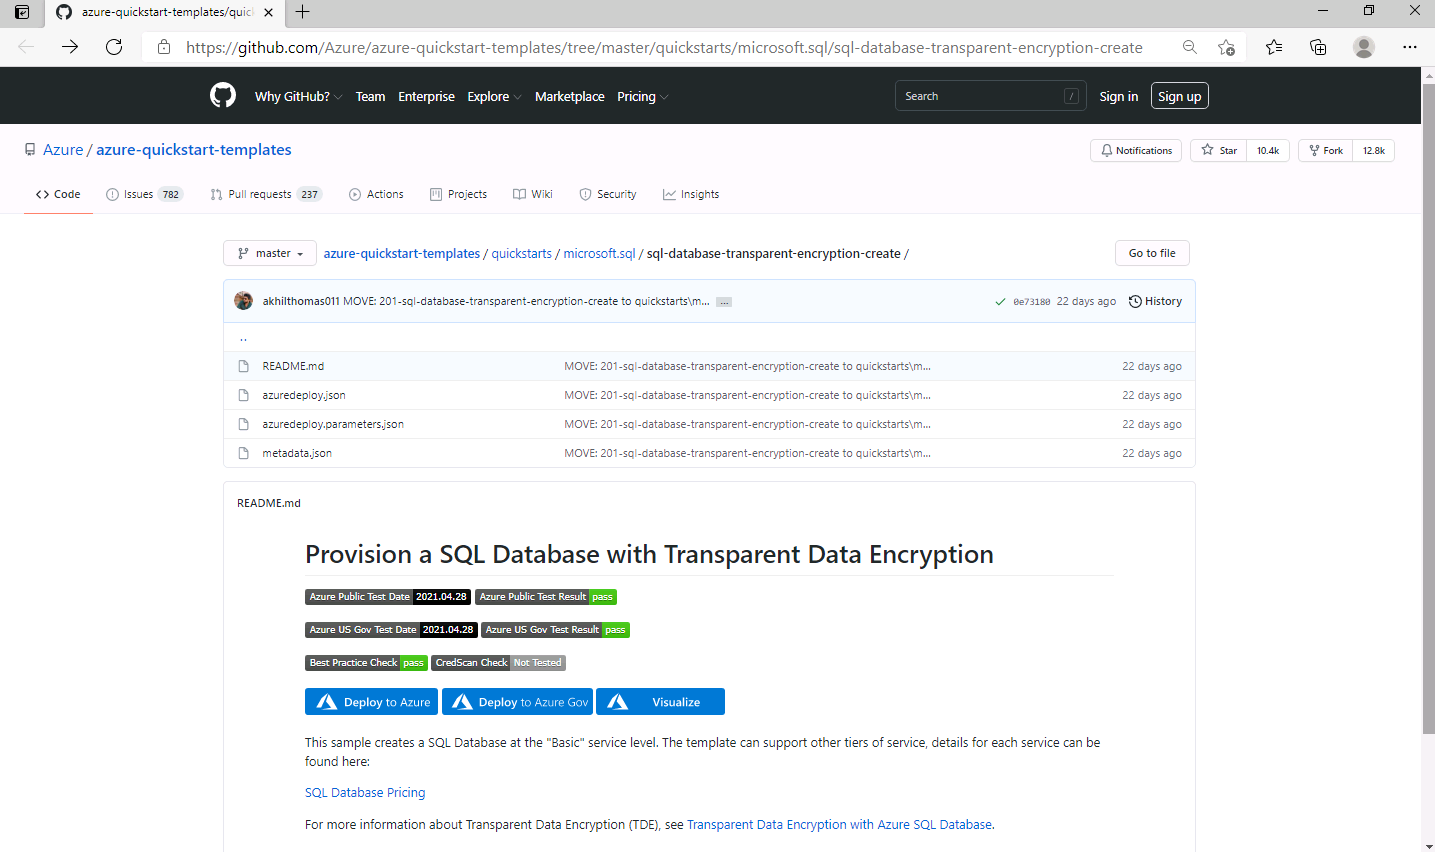 azure-quickstart-templates/quic
https://github.com/Azure/azure-quickstart-templates/tree/master/quickstarts/microsoft.sql/sql-database-transparent-encryption-create
Why GitHub? Team Enterprise Explore Marketplace Pricing Search / Sign in Sign up
Azure / azure-quickstart-templates Notifications Star 10.4k Fork 12.8k
Code Issues 782 Pull requests 237 Actions Projects Wiki Security Insights
master azure-quickstart-templates / quickstarts / microsoft.sql / sql-database-transparent-encryption-create / Go to file
akhilthomas011 MOVE: 201-sql-database-transparent-encryption-create to quickstarts\m... ... 0e73180 22 days ago History
..
README.md MOVE: 201-sql-database-transparent-encryption-create to quickstarts\m... 22 days ago
azuredeploy.json MOVE: 201-sql-database-transparent-encryption-create to quickstarts\m... 22 days ago
azuredeploy.parameters.json MOVE: 201-sql-database-transparent-encryption-create to quickstarts\m... 22 days ago
metadata.json MOVE: 201-sql-database-transparent-encryption-create to quickstarts\m... 22 days ago
README.md
Provision a SQL Database with Transparent Data Encryption
Azure Public Test Date 2021.04.28 Azure Public Test Result pass
Azure US Gov Test Date 2021.04.28 Azure US Gov Test Result pass
Best Practice Check pass CredScan Check Not Tested
Deploy to Azure Deploy to Azure Gov Visualize
This sample creates a SQL Database at the "Basic" service level. The template can support other tiers of service, details for each service can be
found here:
SQL Database Pricing
For more information about Transparent Data Encryption (TDE), see Transparent Data Encryption with Azure SQL Database.